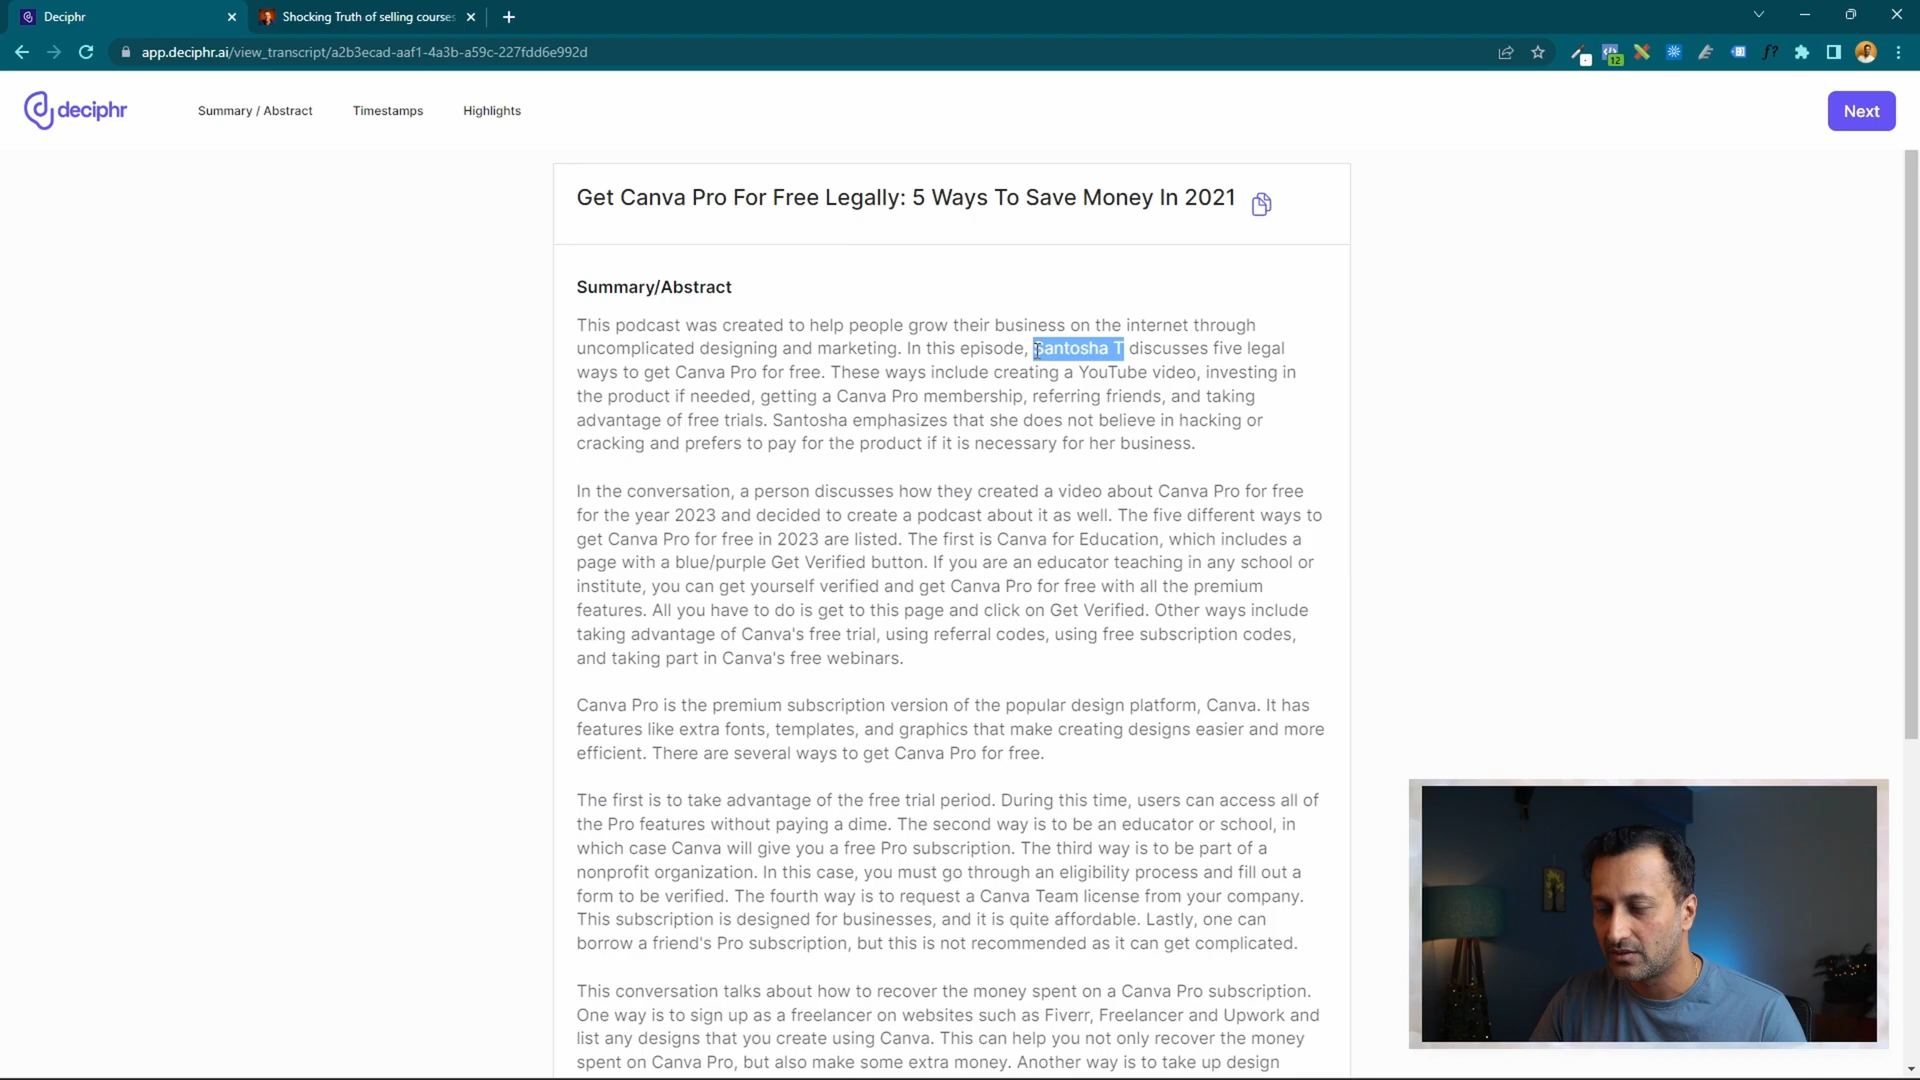 Deciphr
Shocking Truth of selling courses
app.deciphr.ai/view_transcript/a2b3ecad-aaf1-4a3b-a59c-227fdd6e992d
12
f?
deciphr
Summary / Abstract
Timestamps
Highlights
Next
Get Canva Pro For Free Legally: 5 Ways To Save Money In 2021
Summary/Abstract
This podcast was created to help people grow their business on the internet through
uncomplicated designing and marketing. In this episode, Santosha T discusses five legal
ways to get Canva Pro for free. These ways include creating a YouTube video, investing in
the product if needed, getting a Canva Pro membership, referring friends, and taking
advantage of free trials. Santosha emphasizes that she does not believe in hacking or
cracking and prefers to pay for the product if it is necessary for her business.
In the conversation, a person discusses how they created a video about Canva Pro for free
for the year 2023 and decided to create a podcast about it as well. The five different ways to
get Canva Pro for free in 2023 are listed. The first is Canva for Education, which includes a
page with a blue/purple Get Verified button. If you are an educator teaching in any school or
institute, you can get yourself verified and get Canva Pro for free with all the premium
features. All you have to do is get to this page and click on Get Verified. Other ways include
taking advantage of Canva's free trial, using referral codes, using free subscription codes,
and taking part in Canva's free webinars.
Canva Pro is the premium subscription version of the popular design platform, Canva. It has
features like extra fonts, templates, and graphics that make creating designs easier and more
efficient. There are several ways to get Canva Pro for free.
The first is to take advantage of the free trial period. During this time, users can access all of
the Pro features without paying a dime. The second way is to be an educator or school, in
which case Canva will give you a free Pro subscription. The third way is to be part of a
nonprofit organization. In this case, you must go through an eligibility process and fill out a
form to be verified. The fourth way is to request a Canva Team license from your company.
This subscription is designed for businesses, and it is quite affordable. Lastly, one can
borrow a friend's Pro subscription, but this is not recommended as it can get complicated.
This conversation talks about how to recover the money spent on a Canva Pro subscription.
One way is to sign up as a freelancer on websites such as Fiverr, Freelancer and Upwork and
list any designs that you create using Canva. This can help you not only recover the money
spent on Canva Pro, but also make some extra money. Another way is to take up design